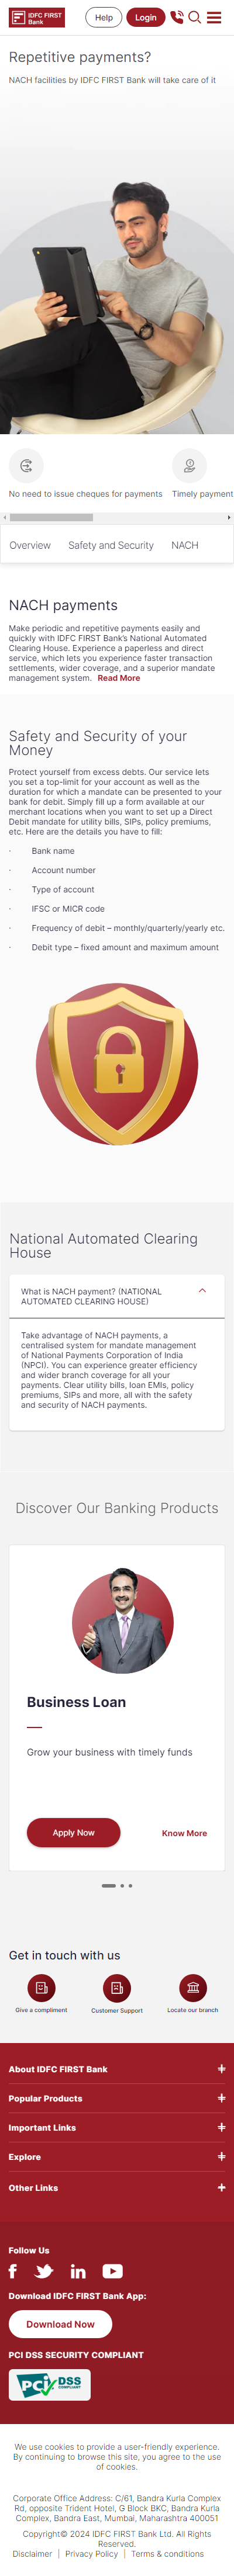 IDFC FIRST
Bank
Help
Login
Repetitive payments?
NACH facilities by IDFC FIRST Bank will take care of it
No need to issue cheques for payments
Timely payment
Overview
Safety and Security
NACH
NACH payments
Make periodic and repetitive payments easily and
quickly with IDFC FIRST Bank's National Automated
Clearing House. Experience a paperless and direct
service, which lets you experience faster transaction
settlements, wider coverage, and a superior mandate
management system. Read More
Safety and Security of your
Money
Protect yourself from excess debts. Our service lets
you set a top-limit for your account as well as the
duration for which a mandate can be presented to your
bank for debit. Simply fill up a form available at our
merchant locations when you want to set up a Direct
Debit mandate for utility bills, SIPs, policy premiums,
etc. Here are the details you have to fill:
· Bank name
· Account number
· Type of account
· IFSC or MICR code
· Frequency of debit – monthly/quarterly/yearly etc.
· Debit type – fixed amount and maximum amount
National Automated Clearing
House
What is NACH payment? (NATIONAL
AUTOMATED CLEARING HOUSE)
Take advantage of NACH payments, a
centralised system for mandate management
of National Payments Corporation of India
(NPCI). You can experience greater efficiency
and wider branch coverage for all your
payments. Clear utility bills, loan EMIs, policy
premiums, SIPs and more, all with the safety
and security of NACH payments.
Discover Our Banking Products
Business Loan
Grow your business with timely funds
Apply Now
Know More
Get in touch with us
Give a compliment
Customer Support
Locate our branch
About IDFC FIRST Bank
Popular Products
Important Links
Explore
Other Links
Follow Us
Download IDFC FIRST Bank App:
Download Now
PCI DSS SECURITY COMPLIANT
PCI DSS
COMPLIANT
We use cookies to provide a user-friendly experience.
By continuing to browse this site, you agree to the use
of cookies.
Corporate Office Address: C/61, Bandra Kurla Complex
Rd, opposite Trident Hotel, G Block BKC, Bandra Kurla
Complex, Bandra East, Mumbai, Maharashtra 400051
Copyright© 2024 IDFC FIRST Bank Ltd. All Rights
Reserved.
Disclaimer | Privacy Policy | Terms & conditions